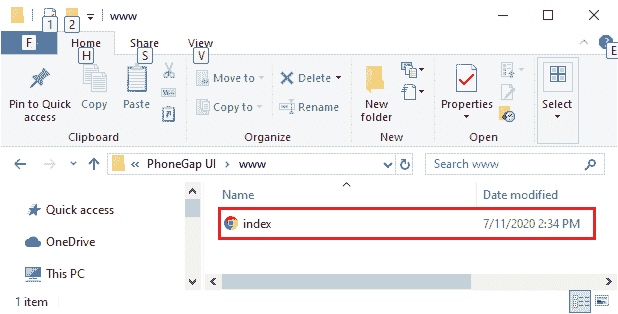 1 2 www
F Home Share View E
H S V
Pin to Quick access
Copy
Paste
Move to
Copy to
Delete
Rename
New folder
Properties
Select
Clipboard Organize New Open
« PhoneGap UI > www
Search www
Name Date modified
Quick access
index 7/11/2020 2:34 PM
OneDrive
This PC
1 item